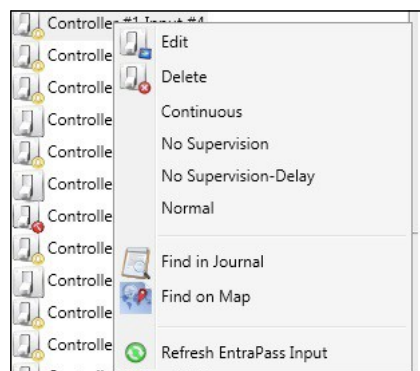 Controller #1 Input #4
Controlle
Controlle
Controlle
Controlle
Controlle
Controlle
Controlle
Controlle
Controlle
Controlle
Edit
Delete
Continuous
No Supervision
No Supervision-Delay
Normal
Find in Journal
Find on Map
Refresh EntraPass Input